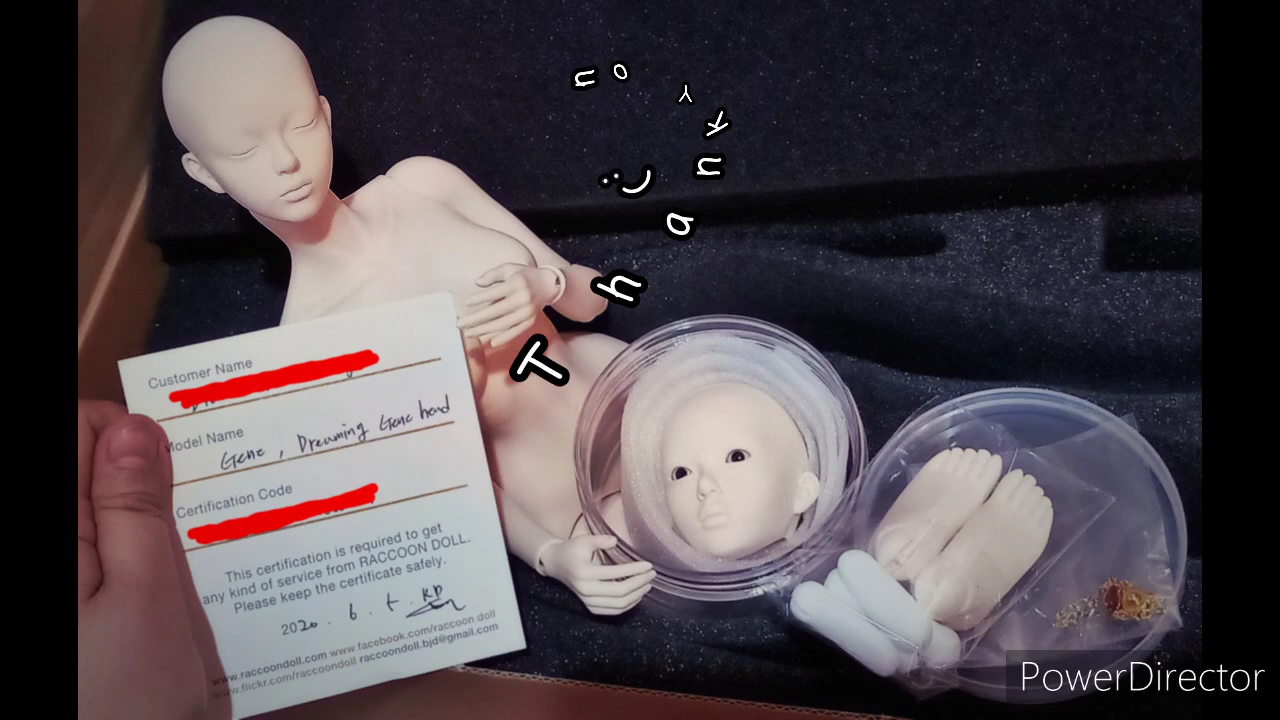 Thank you
:)
Customer Name
Model Name
Gene, Dreaming Gene head
Certification Code
This certification is required to get
any kind of service from RACCOON DOLL.
Please keep the certificate safely.
2020. 6. 5. RD
www.raccoondoll.com www.facebook.com/raccoon.doll
www.flickr.com/raccoondoll raccoondoll.bjd@gmail.com
PowerDirector